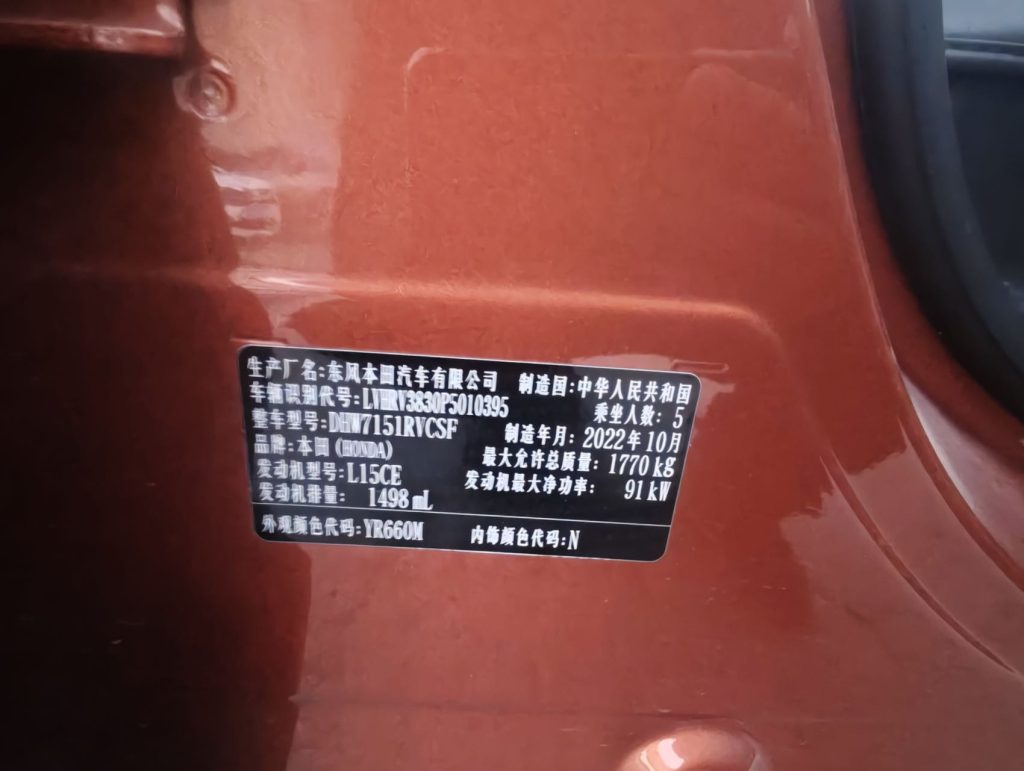 生产厂名:东风本田汽车有限公司 制造国:中华人民共和国
车辆识别代号:LVHRV3830P5010395 乘坐人数: 5
整车型号:DHW7151RVCSF 制造年月: 2022年10月
品牌:本田(HONDA) 最大允许总质量: 1770 kg
发动机型号:L15CE 发动机最大净功率: 91 kW
发动机排量: 1498 mL
外观颜色代码:YR660M 内饰颜色代码:N